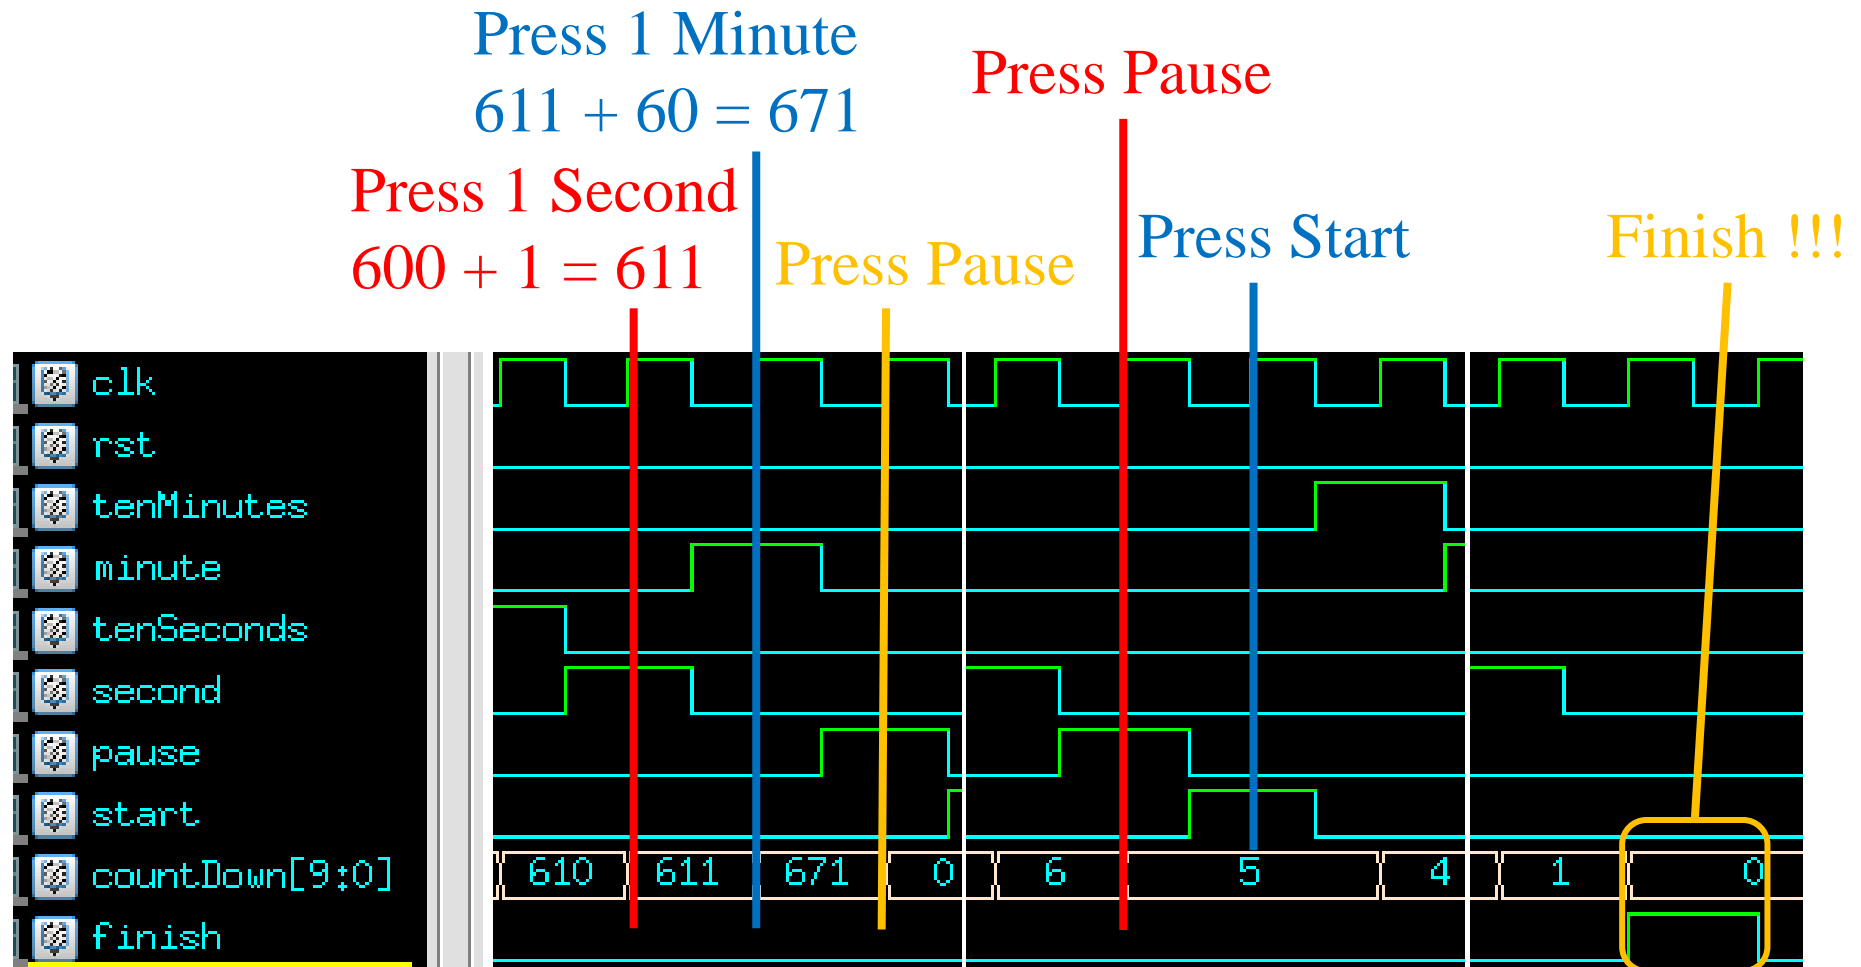 Press 1 Minute
611 + 60 = 671
Press Pause
Press 1 Second
600 + 1 = 611
Press Pause
Press Start
Finish !!!
clk
rst
tenMinutes
minute
tenSeconds
second
pause
start
countDown[9:0]
610 611 671 0 6 5 4 1 0
finish